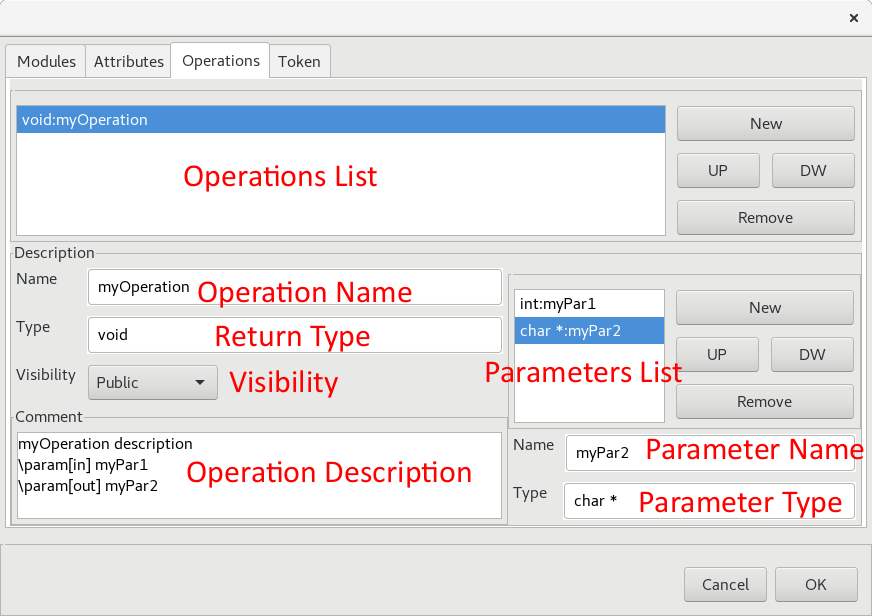 Modules Attributes Operations Token
void:myOperation
Operations List
New
UP DW
Remove
Description
Name myOperation Operation Name
Type void Return Type
Visibility Public Visibility
Comment
myOperation description
\param[in] myPar1
\param[out] myPar2
Operation Description
int:myPar1
char *:myPar2
Parameters List
New
UP DW
Remove
Name myPar2 Parameter Name
Type char * Parameter Type
Cancel OK